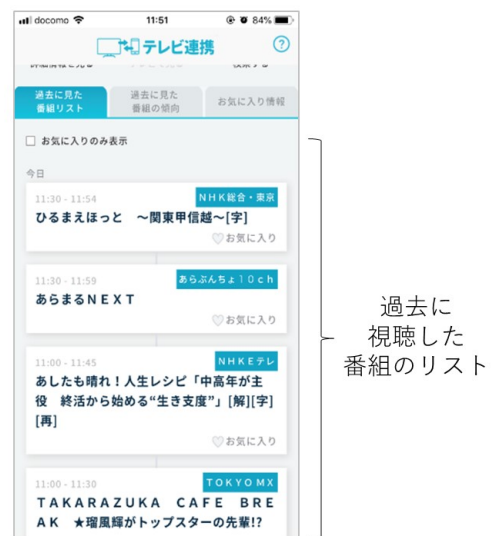 docomo 11:51 84%
テレビ連携 ?
過去に見た
番組リスト
過去に見た
番組の傾向
お気に入り情報
お気に入りのみ表示
今日
11:30 - 11:54 ＮＨＫ総合・東京
ひるまえほっと　～関東甲信越～[字]
お気に入り
11:30 - 11:59 あらぶんちょ１０ｃｈ
あらまるＮＥＸＴ
お気に入り
11:00 - 11:45 ＮＨＫＥテレ
あしたも晴れ！人生レシピ「中高年が主
役　終活から始める“生き支度”」[解][字]
[再]
お気に入り
11:00 - 11:30 ＴＯＫＹＯ ＭＸ
ＴＡＫＡＲＡＺＵＫＡ　ＣＡＦＥ　ＢＲＥ
ＡＫ　★瑠風輝がトップスターの先輩!?
過去に
視聴した
番組のリスト